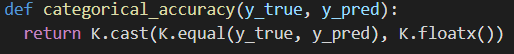 def categorical_accuracy(y_true, y_pred):
  return K.cast(K.equal(y_true, y_pred), K.floatx())